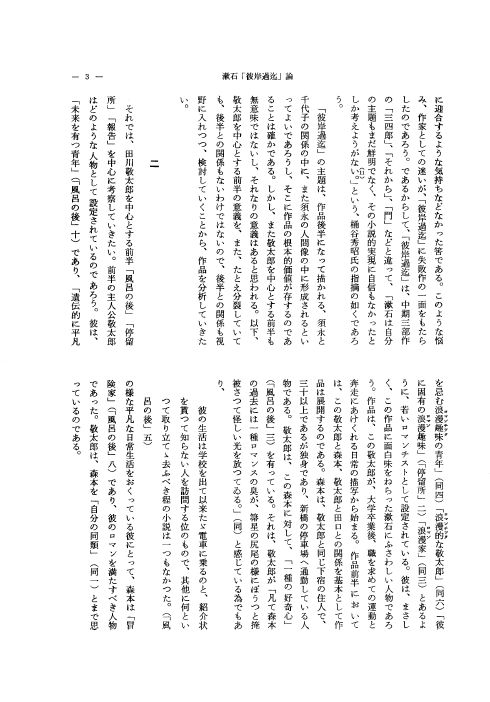 漱石「彼岸過迄」論
に迎合するような気持ちなどなかった筈である。このような悩
み、作家としての迷いが、「彼岸過迄」に失敗作の一面をもたら
したのであろう。であるからして、「彼岸過迄」は、中期三部作
の「三四郎」、「それから」、「門」などと違って、「漱石は自分
の主題もまだ鮮明でなく、その小説的実現に自信もなかったと
しか考えようがない」という、桶谷秀昭氏の指摘の如くであろ
う。
「彼岸過迄」の主題は、作品後半になって描かれる、須永と
千代子の関係の中に、また須永の人間像の中に形成されるとい
ってよいであろうし、そこに作品の根本的価値が存するのであ
ることは確かである。しかし、また敬太郎を中心とする前半も
無意味ではないし、それなりの意義はあると思われる。以下、
敬太郎を中心とする前半の意義を、また、たとえ分裂していて
も、後半との関係もないわけではないので、後半との関係も視
野に入れつつ、検討していくことから、作品を分析していきた
い。
二
それでは、田川敬太郎を中心とする前半「風呂の後」「停留
所」「報告」を中心に考察していきたい。前半の主人公敬太郎
はどのような人物として設定されているのであろう。彼は、
「未来を有つ青年」(「風呂の後」十)であり、「遺伝的に平凡
を忌む浪漫趣味の青年」(同四)「浪漫的な敬太郎」(同六)「彼
に固有の浪漫趣味」(「停留所」二)「浪漫家」(同三)とあるよ
うに、若いロマンチストとして設定されている。彼は、まさし
く、この作品に面白味をねらった漱石にふさわしい人物であろ
う。作品は、この敬太郎が、大学卒業後、職を求めての運動と
奔走にあけくれる日常の描写から始まる。作品前半において
は、この敬太郎と森本、敬太郎と田口との関係を基本として作
品は展開するのである。森本は、敬太郎と同じ下宿の住人で、
三十以上であるが独身であり、新橋の停車場へ通勤している人
物である。敬太郎は、この森本に対して、「一種の好奇心」
(「風呂の後」三)を有っている。それは、敬太郎が「凡て森本
の過去には一種ロマンスの臭が、箒星の尻尾の様にぼうつと掩
被さつて怪しい光を放つてゐる。」(同)と感じている為でもあ
り、
彼の生活は学校を出て以来たゞ電車に乗るのと、紹介状
を貰つて知らない人を訪問する位のもので、其他に何とい
つて取り立てゝ云ふべき程の小説は一つもなかつた。(「風
呂の後」五)
の様な平凡な日常生活をおくっている彼にとって、森本は「冒
険家」(「風呂の後」八)であり、彼のロマンを満たすべき人物
であった。敬太郎は、森本を「自分の同類」(同一)とまで思
っているのである。
— 3 —